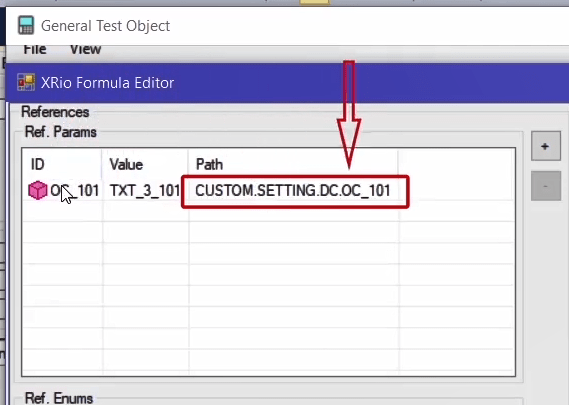 General Test Object
File View
XRio Formula Editor
References
Ref. Params
+
ID Value Path
OC_101 TXT_3_101 CUSTOM.SETTING.DC.OC_101
-
Ref. Enums